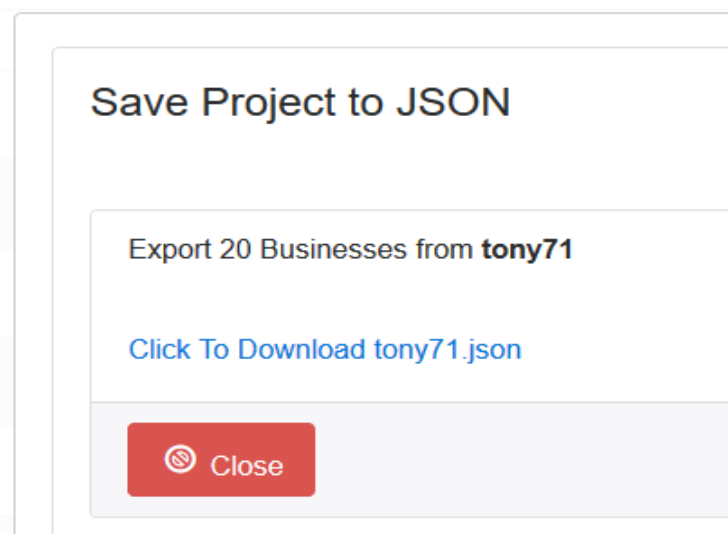 Save Project to JSON
Export 20 Businesses from tony71
Click To Download tony71.json
Close